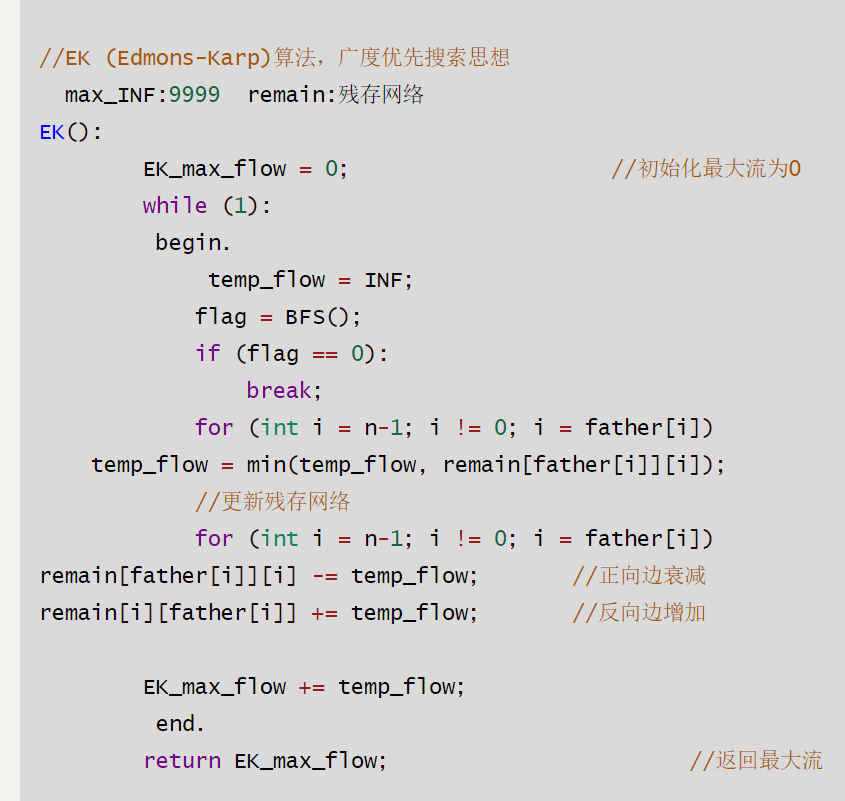 //EK (Edmons-Karp)算法，广度优先搜索思想
max_INF:9999  remain:残存网络
EK():
EK_max_flow = 0; //初始化最大流为0
while (1):
begin.
temp_flow = INF;
flag = BFS();
if (flag == 0):
break;
for (int i = n-1; i != 0; i = father[i])
temp_flow = min(temp_flow, remain[father[i]][i]);
//更新残存网络
for (int i = n-1; i != 0; i = father[i])
remain[father[i]][i] -= temp_flow; //正向边衰减
remain[i][father[i]] += temp_flow; //反向边增加
EK_max_flow += temp_flow;
end.
return EK_max_flow; //返回最大流